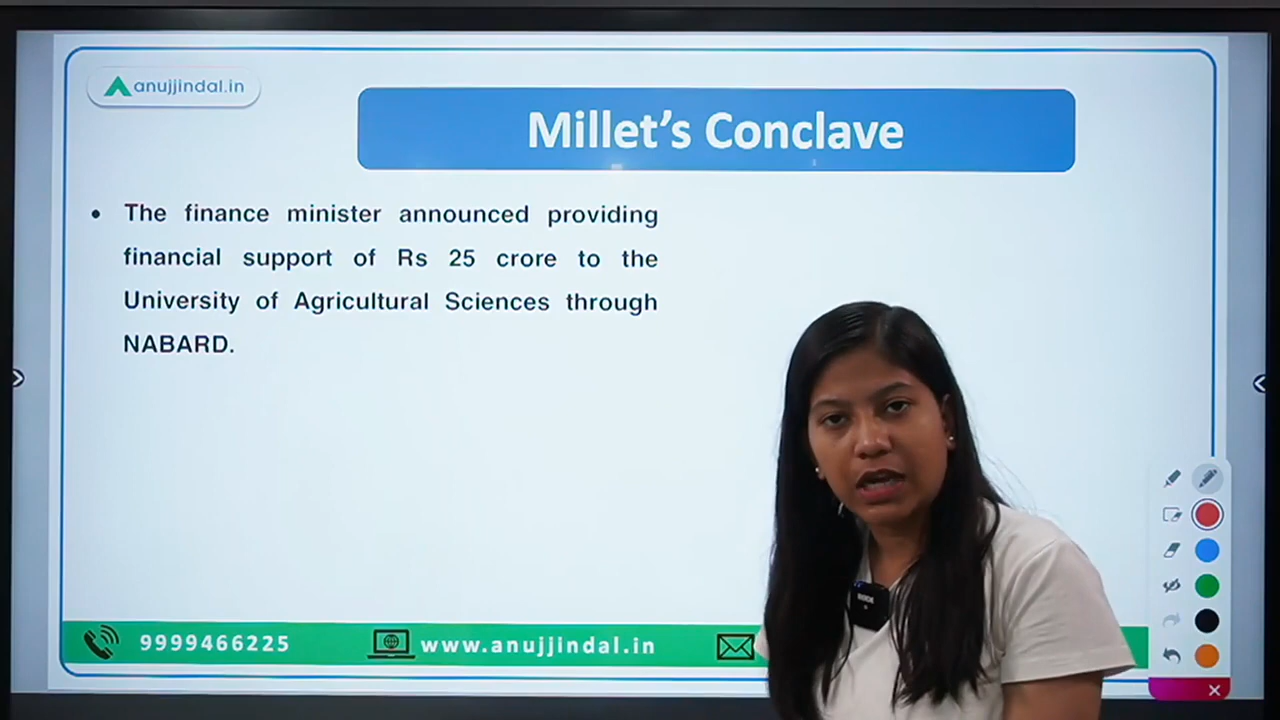 anujjindal.in
Millet's Conclave
• The finance minister announced providing
financial support of Rs 25 crore to the
University of Agricultural Sciences through
NABARD.
9999466225
www.anujjindal.in